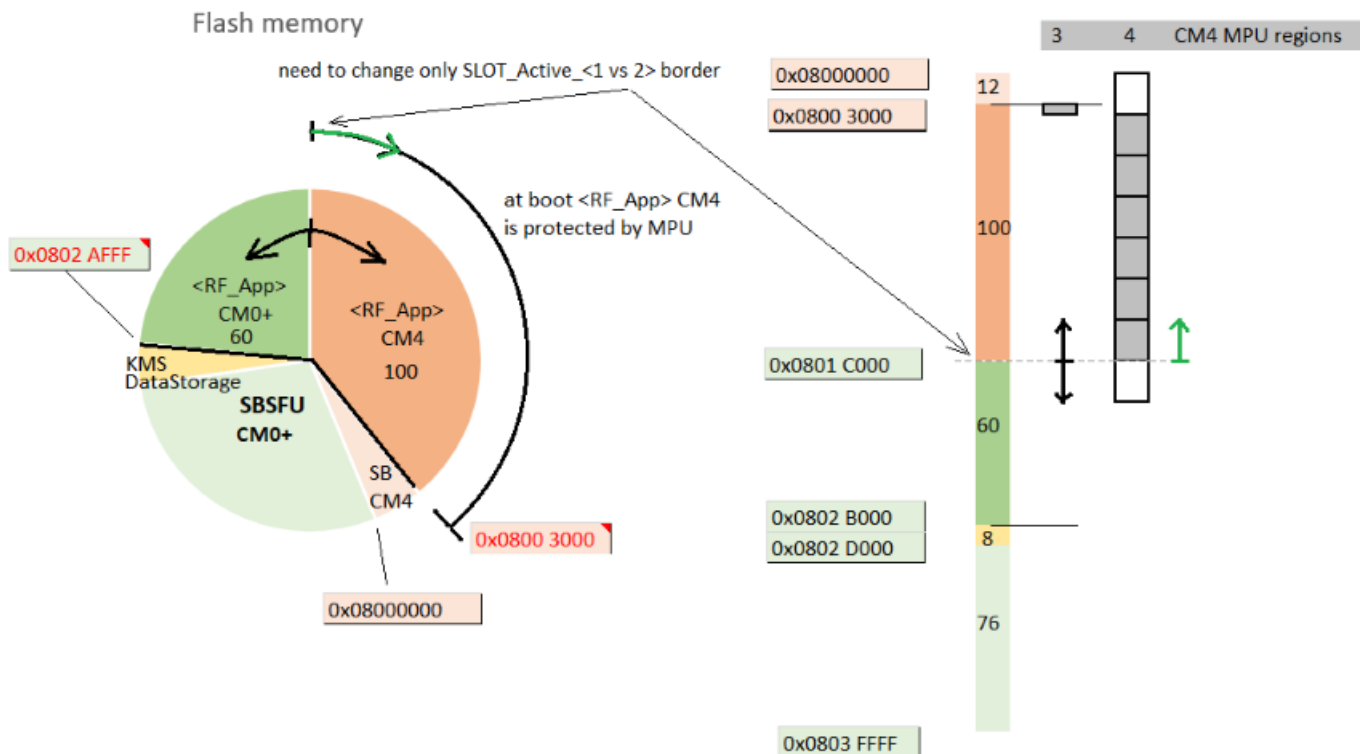 Flash memory
3 4 CM4 MPU regions
need to change only SLOT_Active_<1 vs 2> border
0x08000000
12
0x0800 3000
at boot <RF_App> CM4
is protected by MPU
100
0x0802 AFFF
<RF_App>
CM0+
60
<RF_App>
CM4
100
KMS
DataStorage
SBSFU
CM0+
SB
CM4
0x0800 3000
0x08000000
0x0801 C000
60
0x0802 B000
0x0802 D000
8
76
0x0803 FFFF